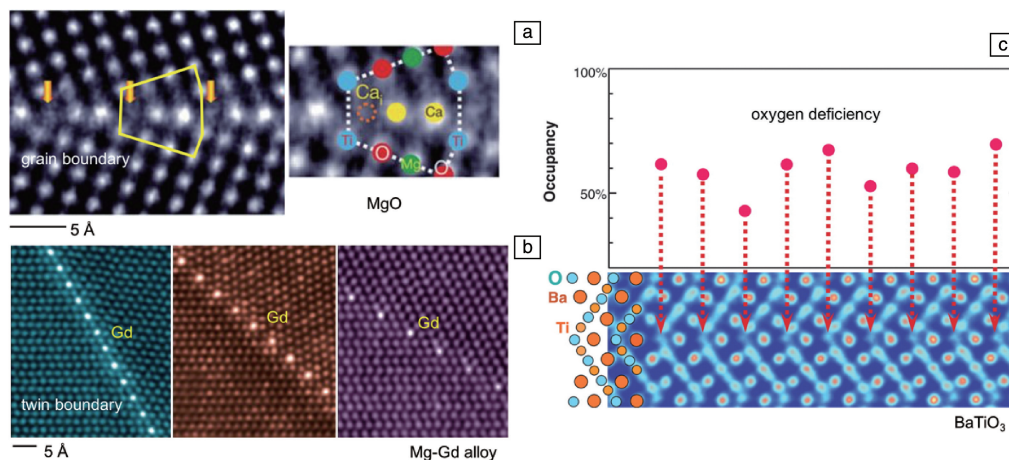 a
Ca_i
Ca
Ti
Ti
O
Mg
O
grain boundary
MgO
5 Å
b
Gd
Gd
Gd
twin boundary
5 Å
Mg-Gd alloy
c
100%
oxygen deficiency
Occupancy
50%
O
Ba
Ti
BaTiO₃